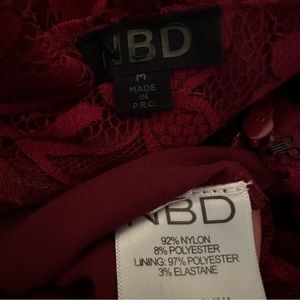 NBD
M
MADE
IN
P.R.C.
NBD
92% NYLON
8% POLYESTER
LINING: 97% POLYESTER
3% ELASTANE